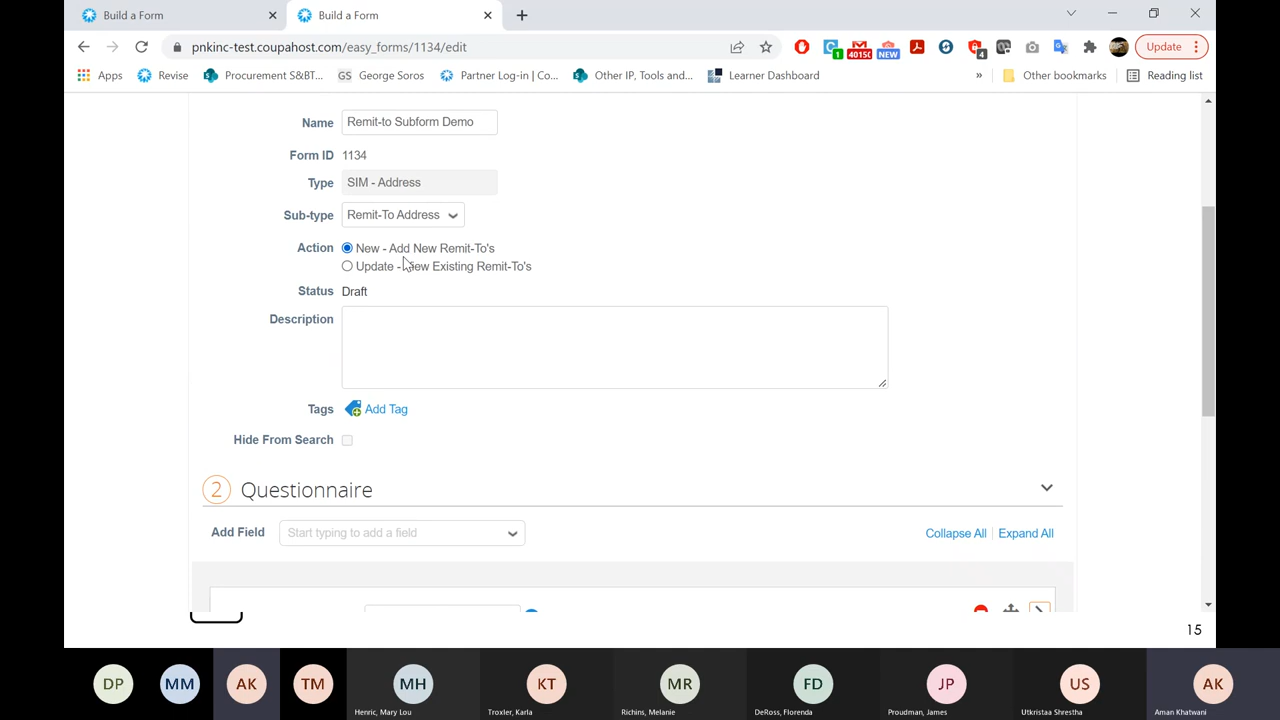 Build a Form
Build a Form
pnkinc-test.coupahost.com/easy_forms/1134/edit
1
4015
NEW
4
Update
Apps
Revise
Procurement S&BT...
GS George Soros
Partner Log-in | Co...
Other IP, Tools and...
Learner Dashboard
»
Other bookmarks
Reading list
Name Remit-to Subform Demo
Form ID 1134
Type SIM - Address
Sub-type Remit-To Address
Action New - Add New Remit-To's
Update - View Existing Remit-To's
Status Draft
Description
Tags Add Tag
Hide From Search
2 Questionnaire
Add Field Start typing to add a field
Collapse All Expand All
15
DP MM AK TM MH KT MR FD JP US AK
Henric, Mary Lou
Troxler, Karla
Richins, Melanie
DeRoss, Florenda
Proudman, James
Utkristaa Shrestha
Aman Khatwani